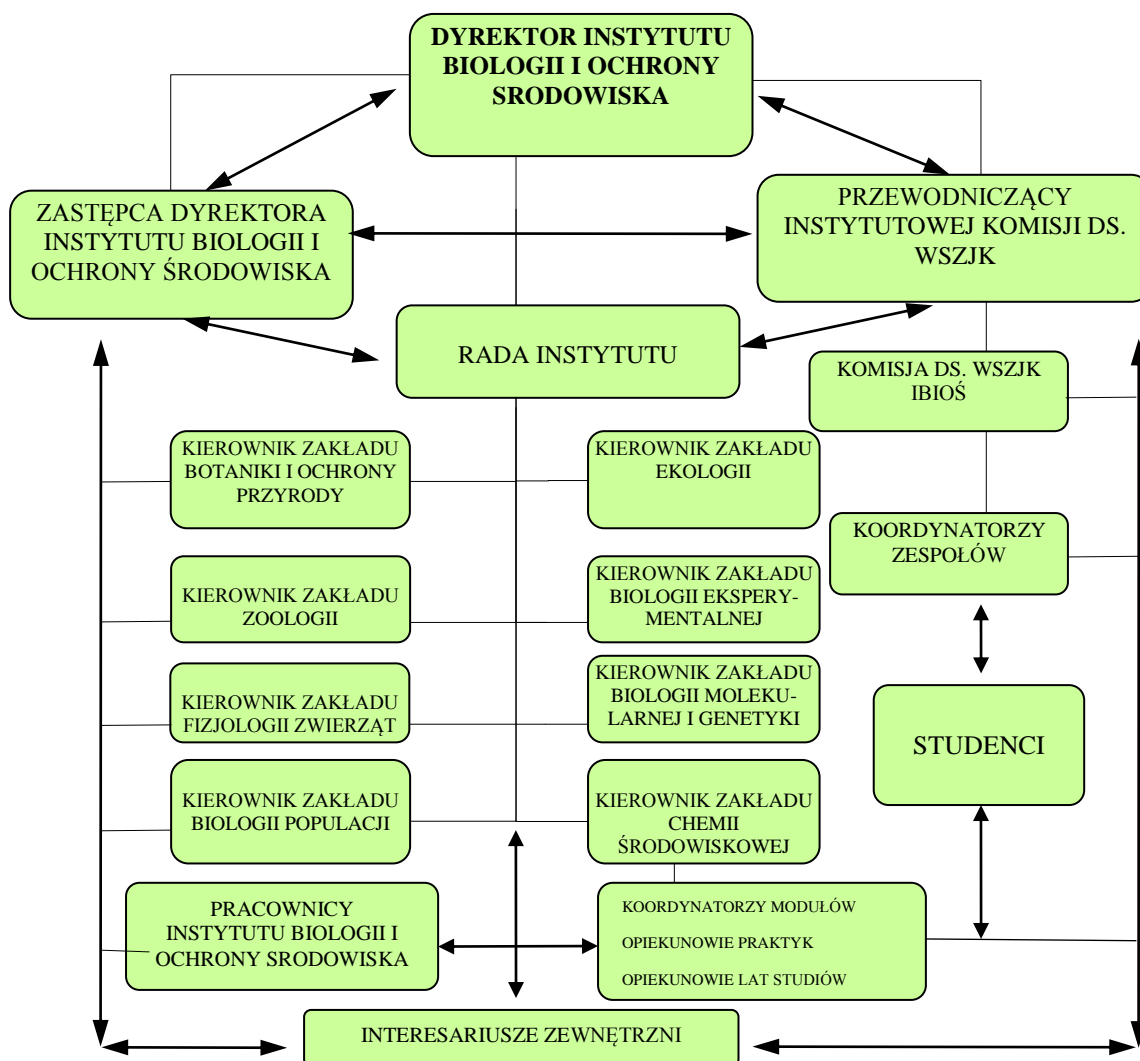 DYREKTOR INSTYTUTU
BIOLOGII I OCHRONY
SRODOWISKA
ZASTĘPCA DYREKTORA
INSTYTUTU BIOLOGII I
OCHRONY ŚRODOWISKA
PRZEWODNICZĄCY
INSTYTUTOWEJ KOMISJI DS.
WSZJK
RADA INSTYTUTU
KOMISJA DS. WSZJK
IBIOŚ
KIEROWNIK ZAKŁADU
BOTANIKI I OCHRONY
PRZYRODY
KIEROWNIK ZAKŁADU
EKOLOGII
KOORDYNATORZY
ZESPOŁÓW
KIEROWNIK ZAKŁADU
ZOOLOGII
KIEROWNIK ZAKŁADU
BIOLOGII EKSPERY-
MENTALNEJ
KIEROWNIK ZAKŁADU
FIZJOLOGII ZWIERZĄT
KIEROWNIK ZAKŁADU
BIOLOGII MOLEKU-
LARNEJ I GENETYKI
STUDENCI
KIEROWNIK ZAKŁADU
BIOLOGII POPULACJI
KIEROWNIK ZAKŁADU
CHEMII
ŚRODOWISKOWEJ
PRACOWNICY
INSTYTUTU BIOLOGII I
OCHRONY SRODOWISKA
KOORDYNATORZY MODUŁÓW
OPIEKUNOWIE PRAKTYK
OPIEKUNOWIE LAT STUDIÓW
INTERESARIUSZE ZEWNĘTRZNI